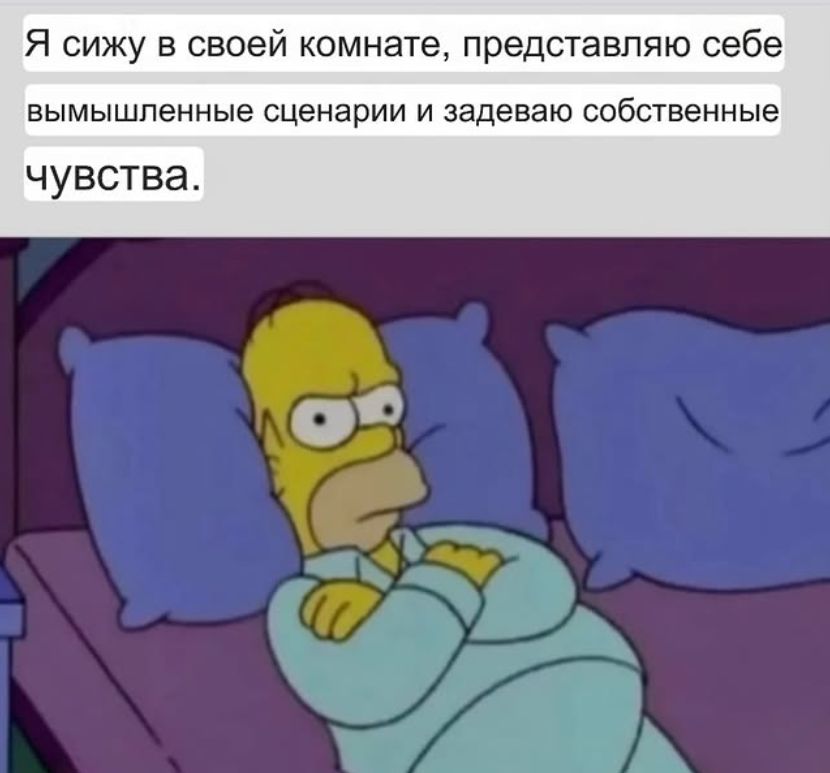 Я сижу в своей комнате, представляю себе
вымышленные сценарии и задеваю собственные
чувства.